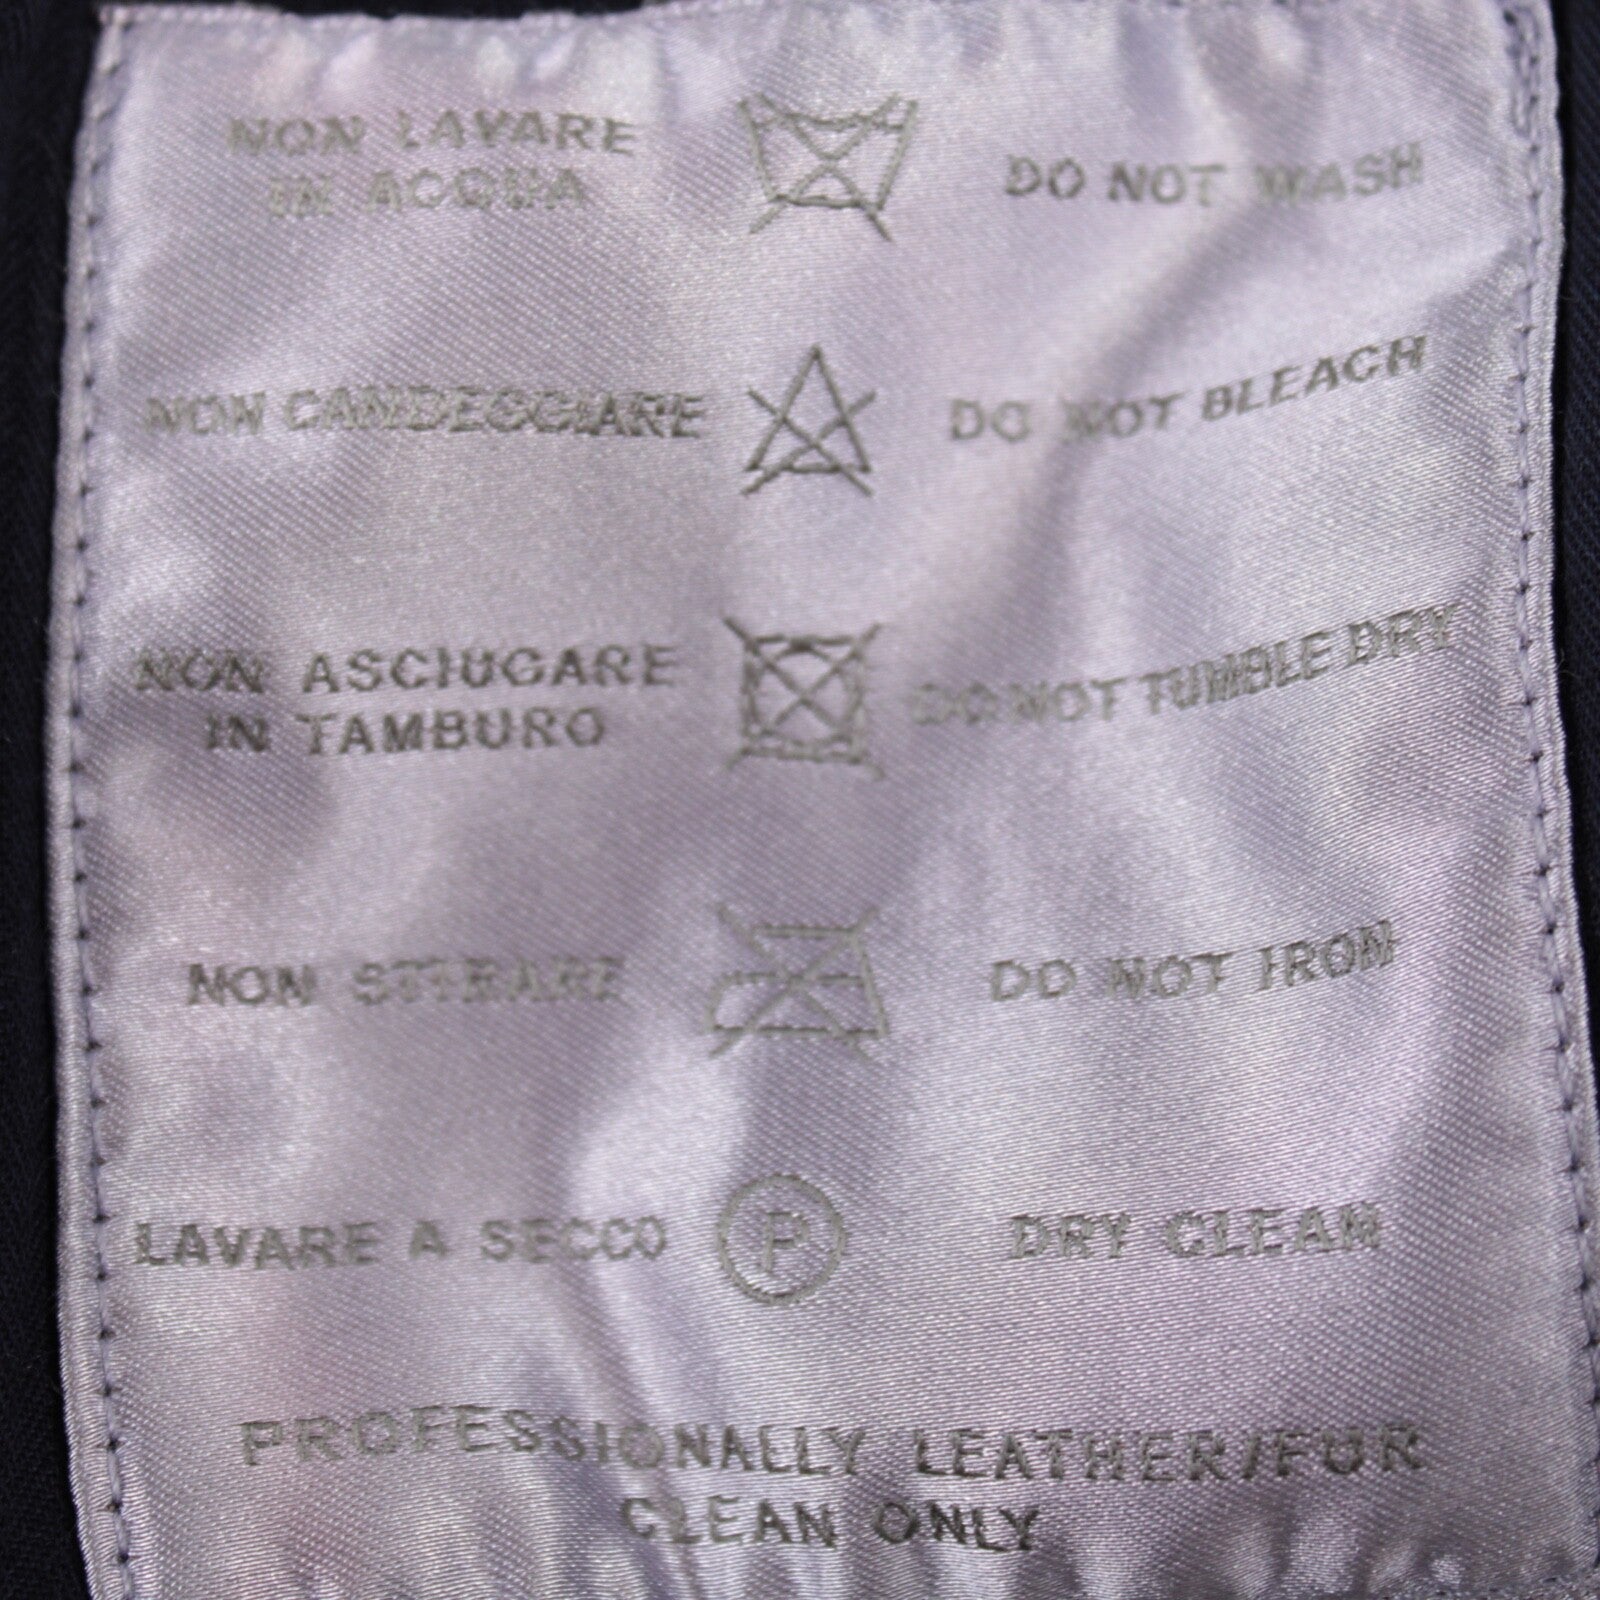 NON LAVARE
IN ACQUA
DO NOT WASH
NON CANDEGGIARE
DO NOT BLEACH
NON ASCIUGARE
IN TAMBURO
DO NOT TUMBLE DRY
NON STIRARE
DO NOT IRON
LAVARE A SECCO
P
DRY CLEAN
PROFESSIONALLY LEATHER/FUR
CLEAN ONLY